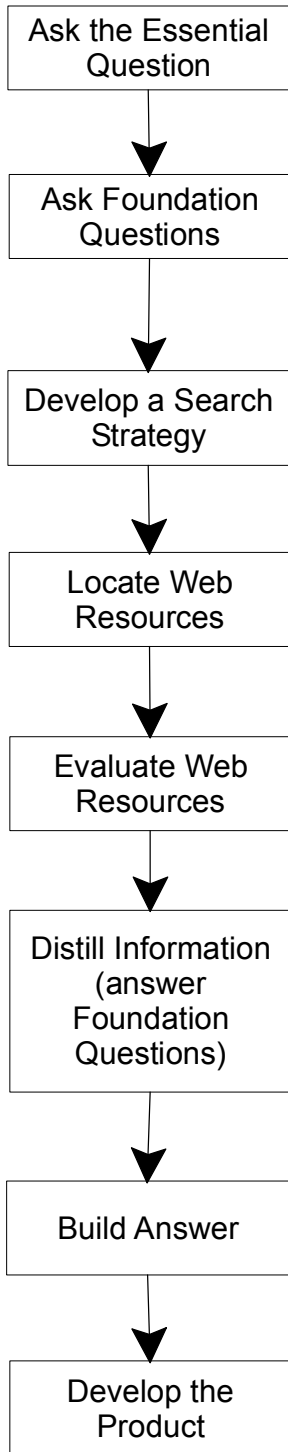 Ask the Essential
Question
Ask Foundation
Questions
Develop a Search
Strategy
Locate Web
Resources
Evaluate Web
Resources
Distill Information
(answer
Foundation
Questions)
Build Answer
Develop the
Product